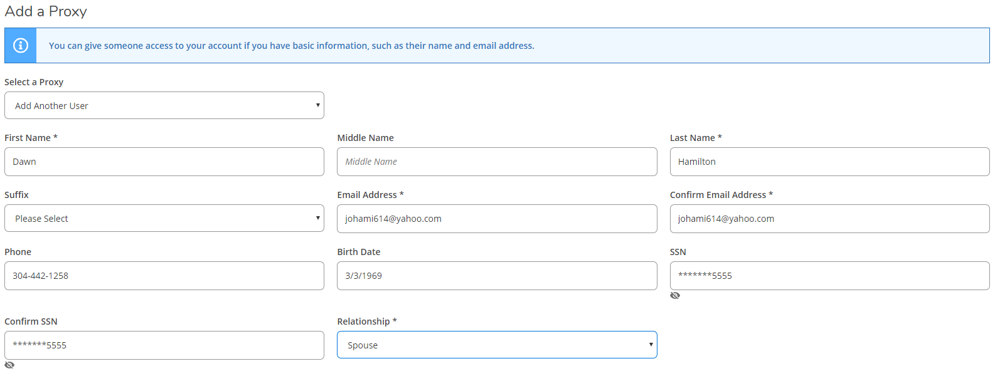 Add a Proxy
You can give someone access to your account if you have basic information, such as their name and email address.
Select a Proxy
Add Another User
First Name * Middle Name Last Name *
Dawn Middle Name Hamilton
Suffix Email Address * Confirm Email Address *
Please Select johami614@yahoo.com johami614@yahoo.com
Phone Birth Date SSN
304-442-1258 3/3/1969 *******5555
Confirm SSN Relationship *
*******5555 Spouse